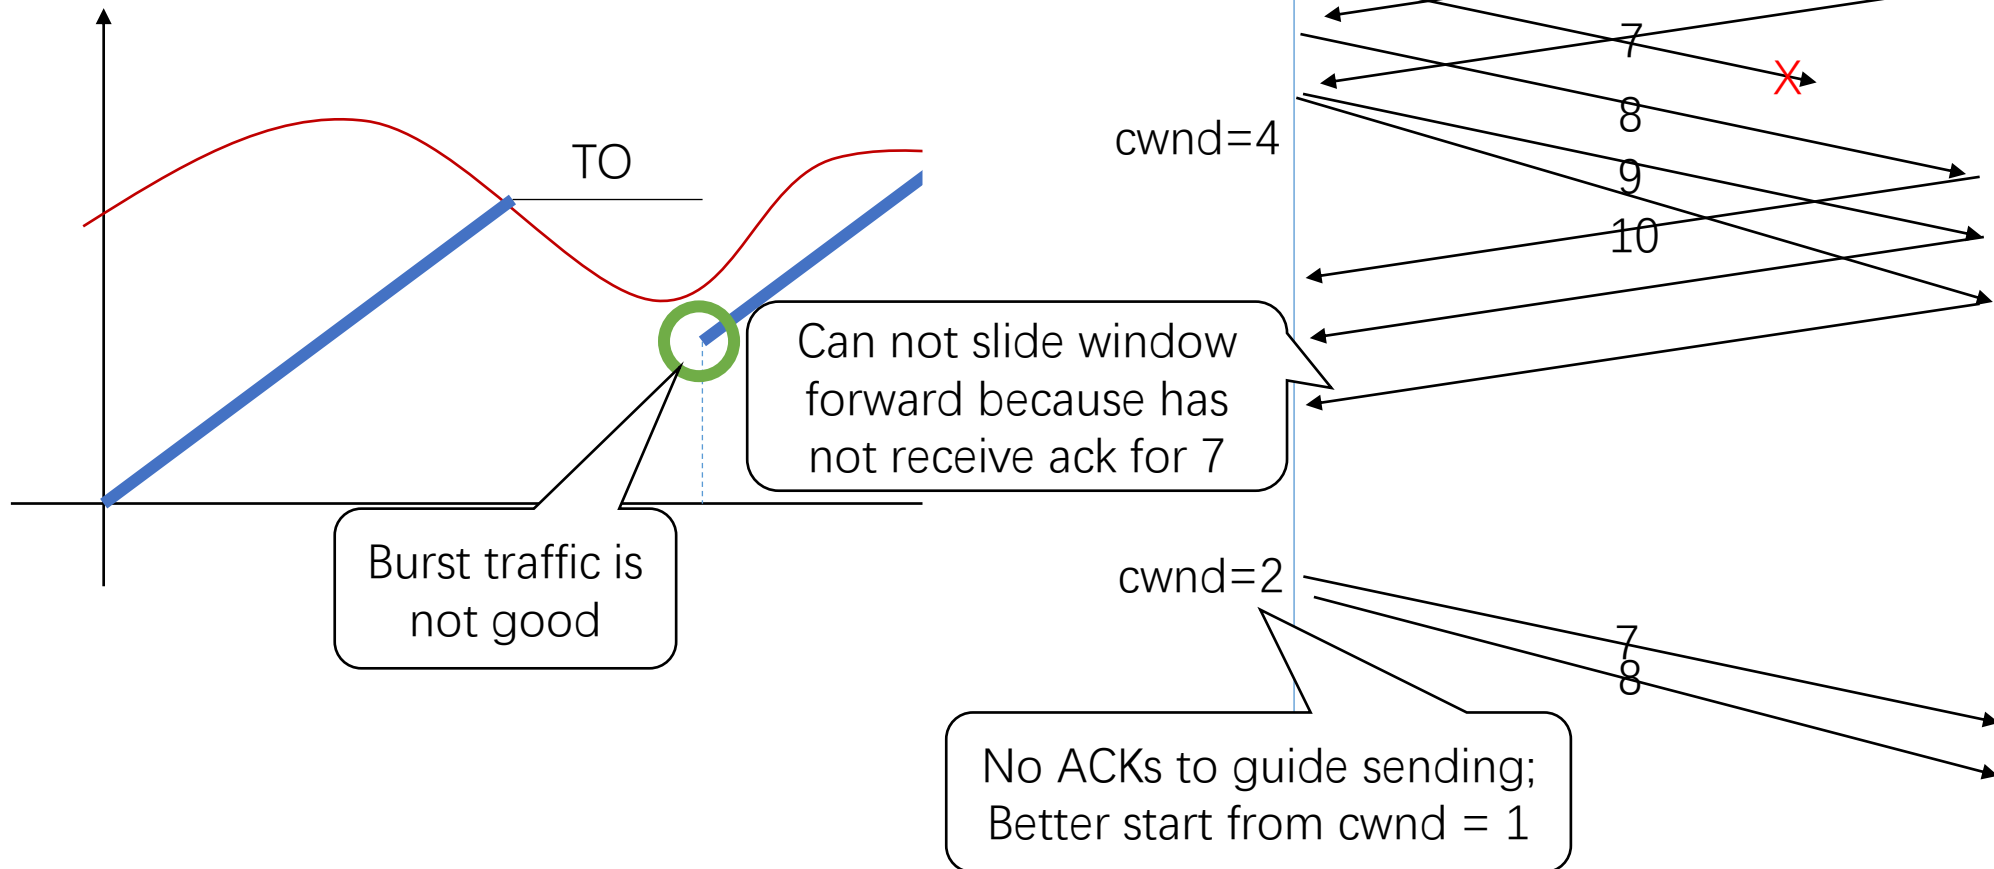 TO
Burst traffic is
not good
cwnd=4
7
X
8
9
10
Can not slide window
forward because has
not receive ack for 7
cwnd=2
7
8
No ACKs to guide sending;
Better start from cwnd = 1